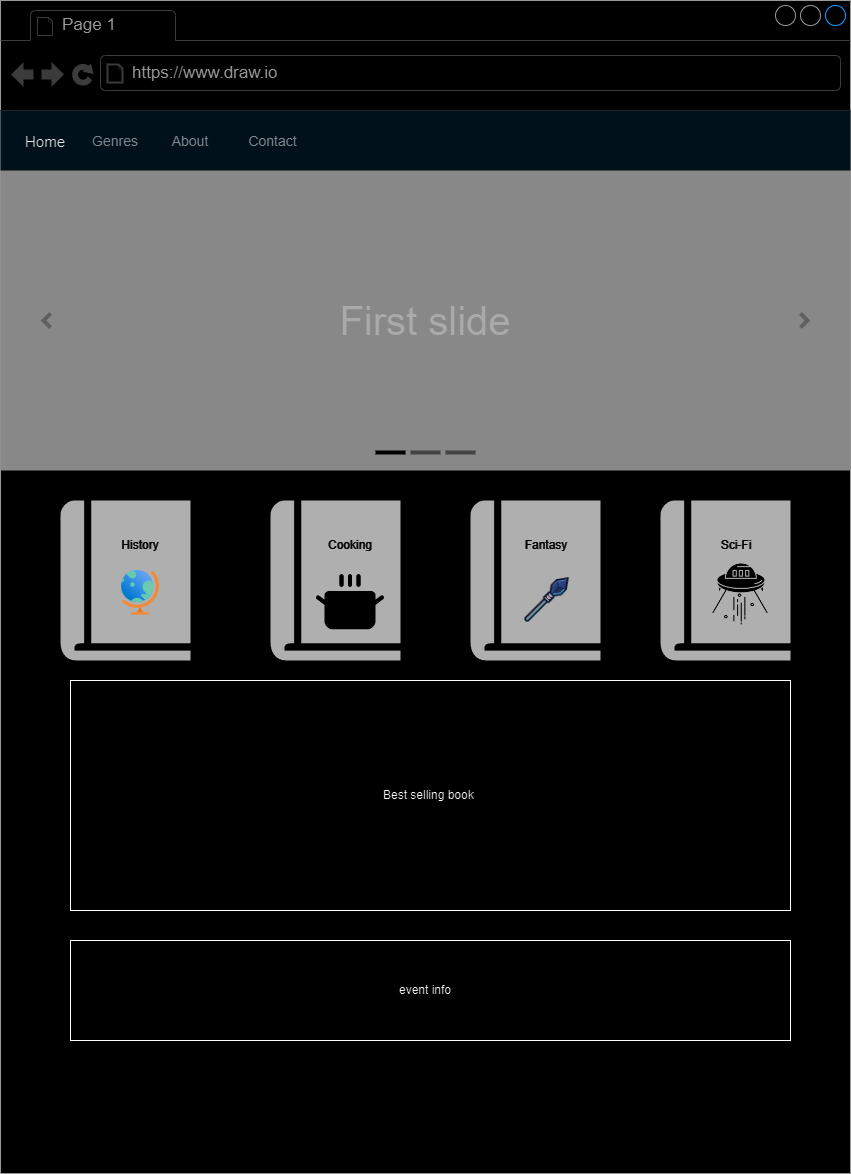 Page 1
https://www.draw.io
Home Genres About Contact
First slide
History Cooking Fantasy Sci-Fi
Best selling book
event info